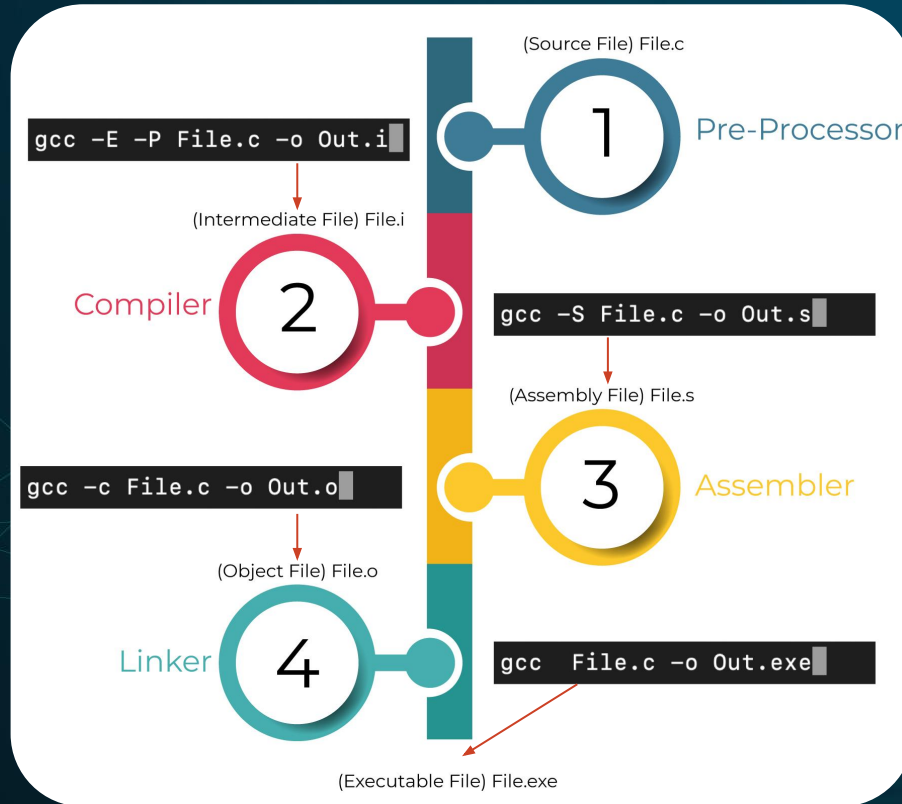 (Source File) File.c
1
Pre-Processor
gcc -E -P File.c -o Out.i
(Intermediate File) File.i
Compiler
2
gcc -S File.c -o Out.s
(Assembly File) File.s
3
Assembler
gcc -c File.c -o Out.o
(Object File) File.o
Linker
4
gcc  File.c -o Out.exe
(Executable File) File.exe